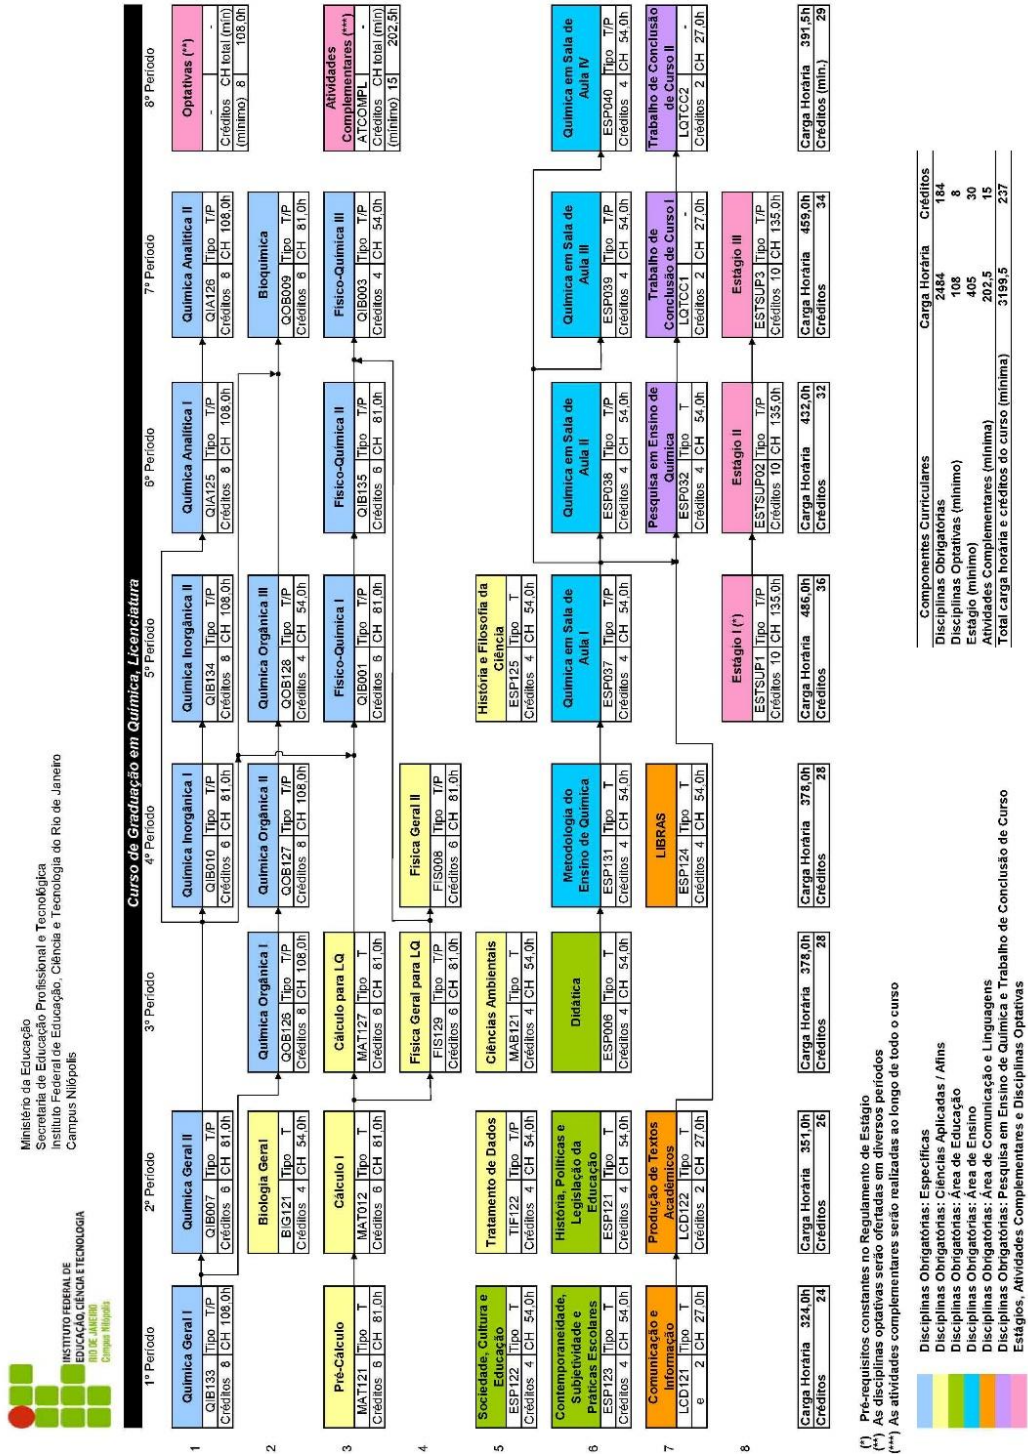 INSTITUTO FEDERAL DE
EDUCAÇÃO, CIÊNCIA E TECNOLOGIA
RIO DE JANEIRO
Campus Nilópolis
Ministério da Educação
Secretaria de Educação Profissional e Tecnológica
Instituto Federal de Educação, Ciência e Tecnologia do Rio de Janeiro
Campus Nilópolis
Curso de Graduação em Química, Licenciatura
1º Período
2º Período
3º Período
4º Período
5º Período
6º Período
7º Período
8º Período
1
Química Geral I
QIB133 Tipo T/P
Créditos 8 CH 108,0h
Química Geral II
QIB007 Tipo T/P
Créditos 6 CH 81,0h
Química Inorgânica I
QIB010 Tipo T/P
Créditos 6 CH 81,0h
Química Inorgânica II
QIB134 Tipo T/P
Créditos 8 CH 108,0h
Química Analítica I
QIA125 Tipo T/P
Créditos 8 CH 108,0h
Química Analítica II
QIA126 Tipo T/P
Créditos 8 CH 108,0h
Optativas (**)
- -
Créditos CH total (mín)
(mínimo) 8 108,0h
2
Biologia Geral
BIG121 Tipo T
Créditos 4 CH 54,0h
Química Orgânica I
QOB126 Tipo T/P
Créditos 8 CH 108,0h
Química Orgânica II
QOB127 Tipo T/P
Créditos 8 CH 108,0h
Química Orgânica III
QOB128 Tipo T/P
Créditos 4 CH 54,0h
Bioquímica
QOB009 Tipo T/P
Créditos 6 CH 81,0h
3
Pré-Cálculo
MAT121 Tipo T
Créditos 6 CH 81,0h
Cálculo I
MAT012 Tipo T
Créditos 6 CH 81,0h
Cálculo para LQ
MAT127 Tipo T
Créditos 6 CH 81,0h
Físico-Química I
QIB001 Tipo T/P
Créditos 6 CH 81,0h
Físico-Química II
QIB135 Tipo T/P
Créditos 6 CH 81,0h
Físico-Química III
QIB003 Tipo T/P
Créditos 4 CH 54,0h
Atividades
Complementares (***)
ATCOMPL -
Créditos CH total (mín)
(mínimo) 15 202,5h
4
Física Geral para LQ
FIS129 Tipo T/P
Créditos 6 CH 81,0h
Física Geral II
FIS008 Tipo T/P
Créditos 6 CH 81,0h
5
Sociedade, Cultura e
Educação
ESP122 Tipo T
Créditos 4 CH 54,0h
Tratamento de Dados
TIF122 Tipo T/P
Créditos 4 CH 54,0h
Ciências Ambientais
MAB121 Tipo T
Créditos 4 CH 54,0h
História e Filosofia da
Ciência
ESP125 Tipo T
Créditos 4 CH 54,0h
6
Contemporaneidade,
Subjetividade e
Práticas Escolares
ESP123 Tipo T
Créditos 4 CH 54,0h
História, Políticas e
Legislação da
Educação
ESP121 Tipo T
Créditos 4 CH 54,0h
Didática
ESP006 Tipo T
Créditos 4 CH 54,0h
Metodologia do
Ensino de Química
ESP131 Tipo T
Créditos 4 CH 54,0h
Química em Sala de
Aula I
ESP037 Tipo T/P
Créditos 4 CH 54,0h
Química em Sala de
Aula II
ESP038 Tipo T/P
Créditos 4 CH 54,0h
Química em Sala de
Aula III
ESP039 Tipo T/P
Créditos 4 CH 54,0h
Química em Sala de
Aula IV
ESP040 Tipo T/P
Créditos 4 CH 54,0h
7
Comunicação e
Informação
LCD121 Tipo T
e 2 CH 27,0h
Produção de Textos
Acadêmicos
LCD122 Tipo T
Créditos 2 CH 27,0h
LIBRAS
ESP124 Tipo T
Créditos 4 CH 54,0h
Pesquisa em Ensino de
Química
ESP032 Tipo T
Créditos 4 CH 54,0h
Trabalho de
Conclusão de Curso I
LQTCC1 -
Créditos 2 CH 27,0h
Trabalho de Conclusão
de Curso II
LQTCC2 -
Créditos 2 CH 27,0h
8
Estágio I (*)
ESTSUP1 Tipo T/P
Créditos 10 CH 135,0h
Estágio II
ESTSUP02 Tipo T/P
Créditos 10 CH 135,0h
Estágio III
ESTSUP3 Tipo T/P
Créditos 10 CH 135,0h
Carga Horária 324,0h
Créditos 24
Carga Horária 351,0h
Créditos 26
Carga Horária 378,0h
Créditos 28
Carga Horária 378,0h
Créditos 28
Carga Horária 486,0h
Créditos 36
Carga Horária 432,0h
Créditos 32
Carga Horária 459,0h
Créditos 34
Carga Horária 391,5h
Créditos (mín.) 29
(*) Pré-requisitos constantes no Regulamento de Estágio
(**) As disciplinas optativas serão ofertadas em diversos períodos
(***) As atividades complementares serão realizadas ao longo de todo o curso
Disciplinas Obrigatórias: Específicas
Disciplinas Obrigatórias: Ciências Aplicadas / Afins
Disciplinas Obrigatórias: Área de Educação
Disciplinas Obrigatórias: Área de Ensino
Disciplinas Obrigatórias: Área de Comunicação e Linguagens
Disciplinas Obrigatórias: Pesquisa em Ensino de Química e Trabalho de Conclusão de Curso
Estágios, Atividades Complementares e Disciplinas Optativas
Componentes Curriculares Carga Horária Créditos
Disciplinas Obrigatórias 2484 184
Disciplinas Optativas (mínimo) 108 8
Estágio (mínimo) 405 30
Atividades Complementares (mínima) 202,5 15
Total carga horária e créditos do curso (mínima) 3199,5 237